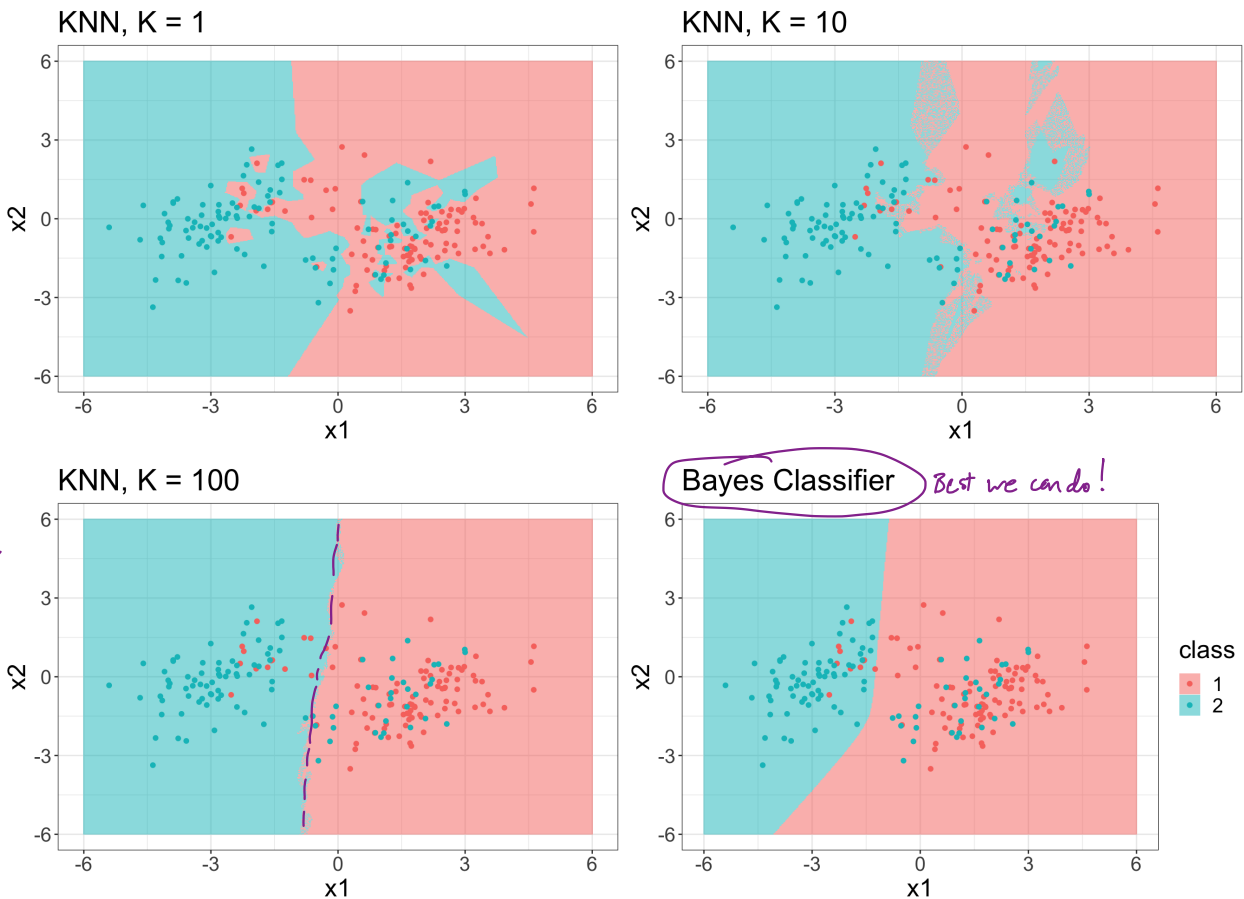 KNN, K = 1
6
3
0
-3
-6
x2
-6 -3 0 3 6
x1
KNN, K = 10
6
3
0
-3
-6
x2
-6 -3 0 3 6
x1
KNN, K = 100
6
3
0
-3
-6
x2
-6 -3 0 3 6
x1
Bayes Classifier Best we can do!
6
3
0
-3
-6
x2
-6 -3 0 3 6
x1
class
1
2